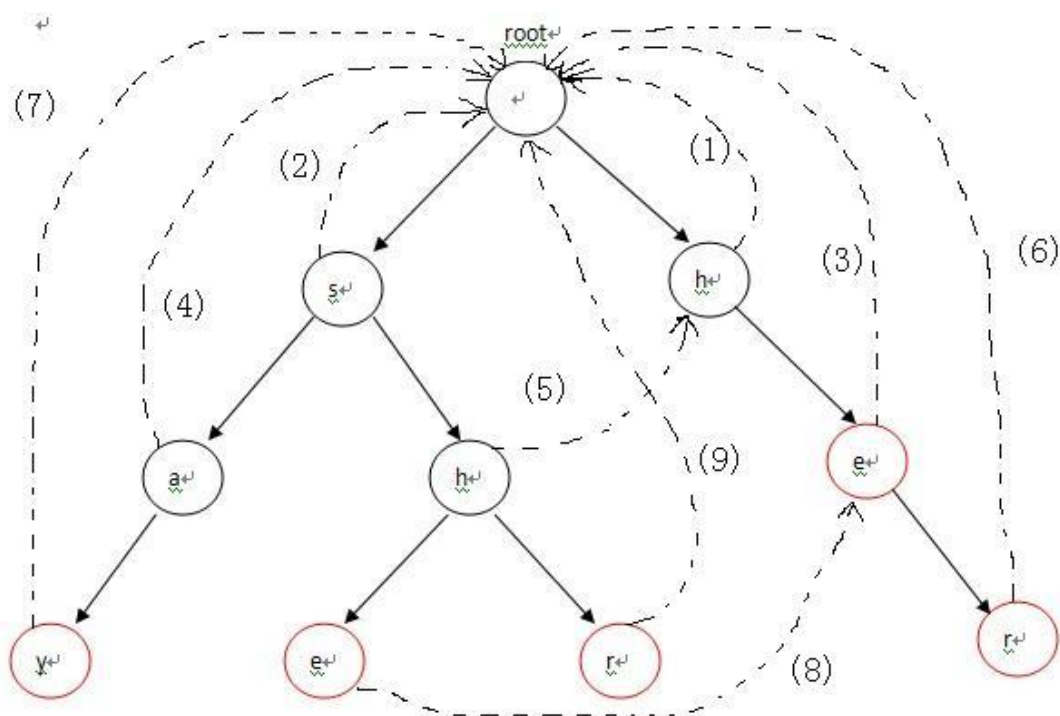 root
(7)
(2)
(1)
s
h
(4)
(3)
(6)
(5)
a
h
(9)
e
y
e
r
(8)
r